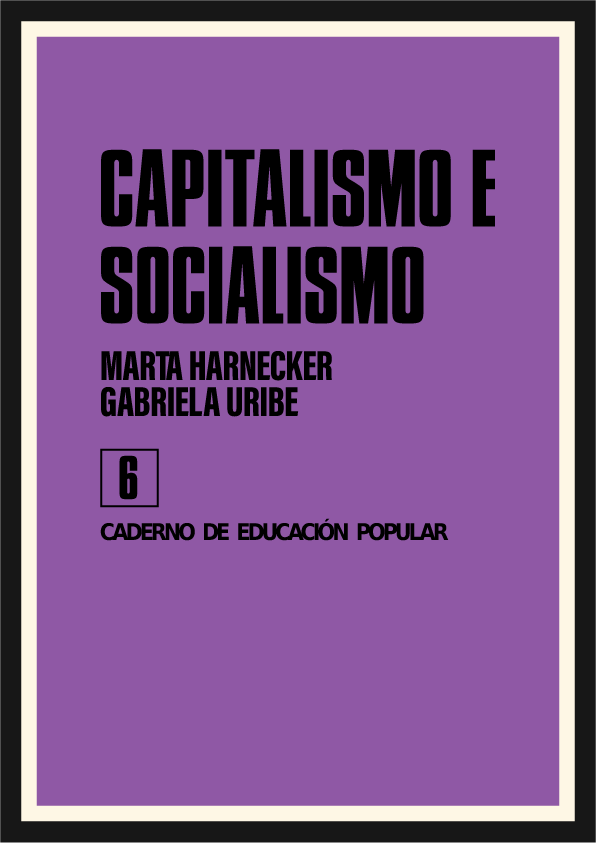 CAPITALISMO E
SOCIALISMO
MARTA HARNECKER
GABRIELA URIBE
6
CADERNO DE EDUCACIÓN POPULAR